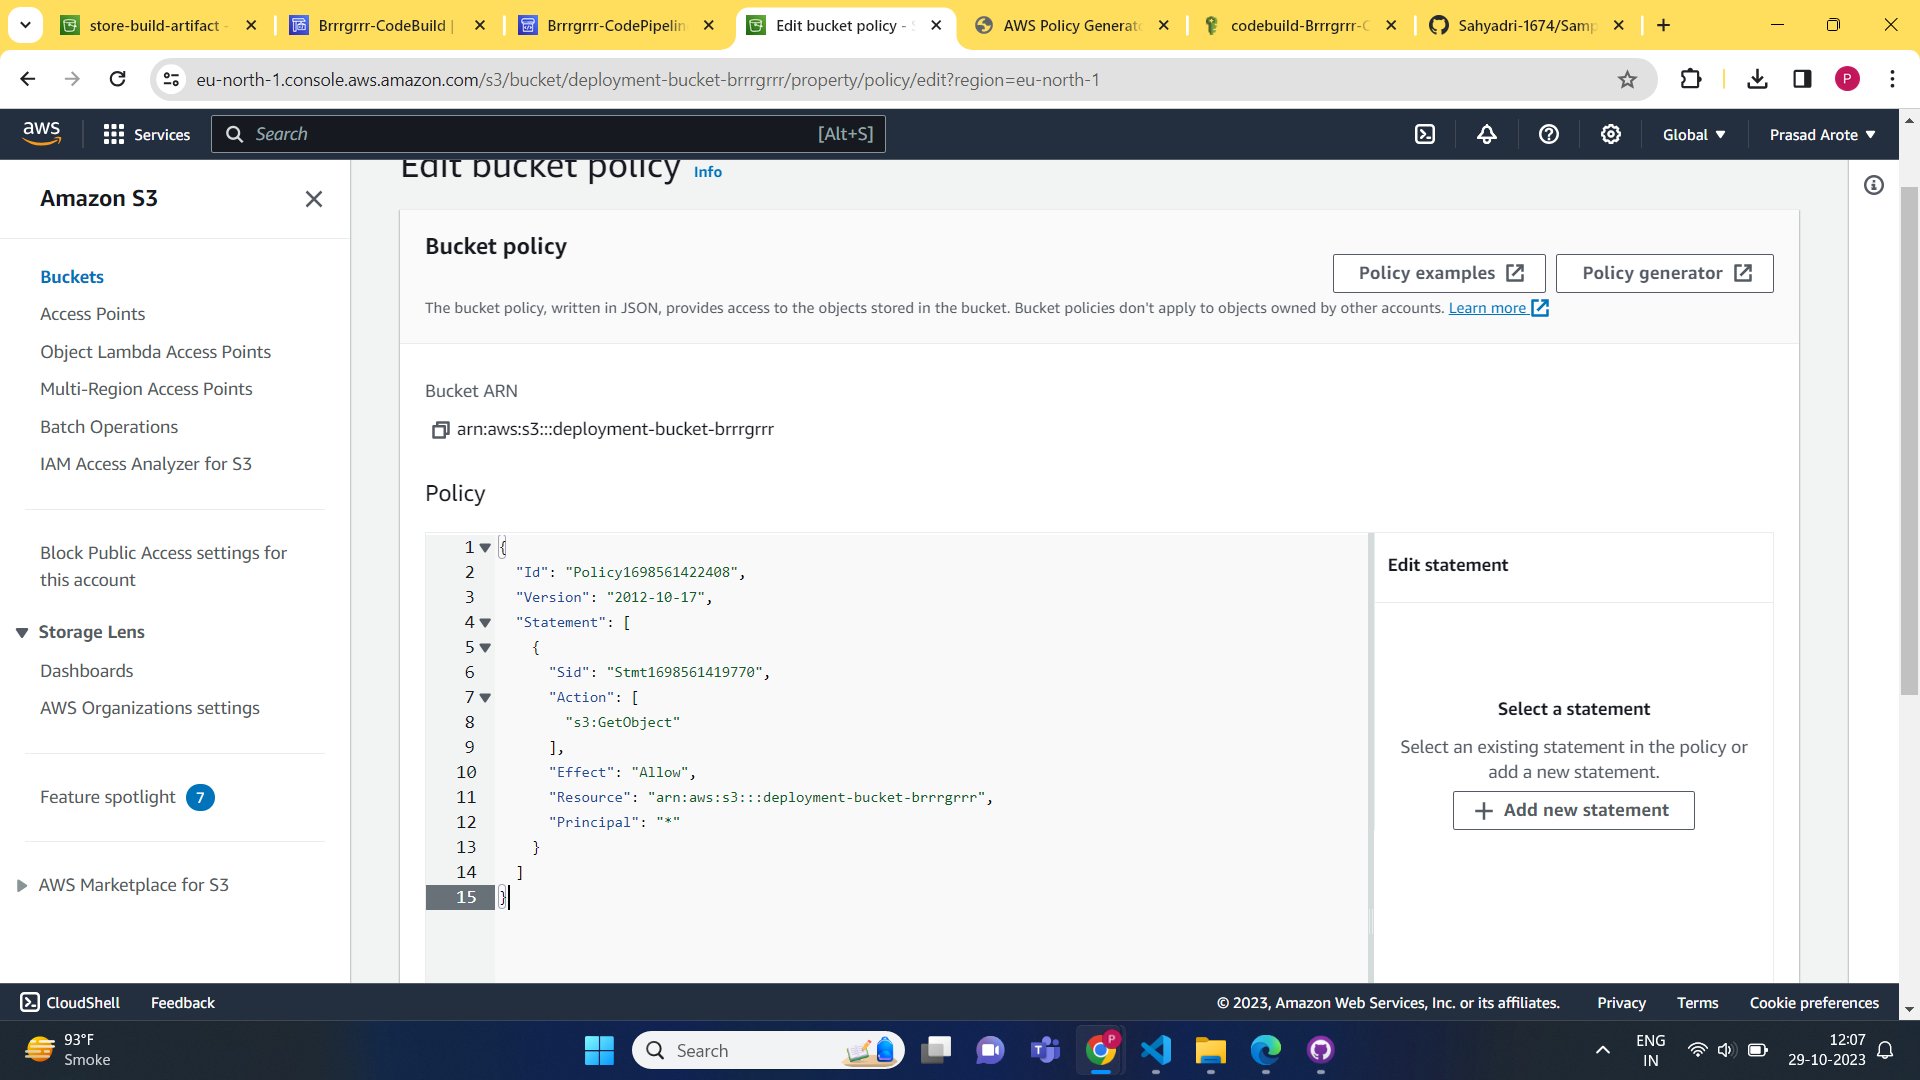 store-build-artifact -
Brrrgrrr-CodeBuild |
Brrrgrrr-CodePipelin
Edit bucket policy - S
AWS Policy Generato
codebuild-Brrrgrrr-C
Sahyadri-1674/Samp
eu-north-1.console.aws.amazon.com/s3/bucket/deployment-bucket-brrrgrrr/property/policy/edit?region=eu-north-1
P
aws
Services
Search
[Alt+S]
Global
Prasad Arote
Amazon S3
Buckets
Access Points
Object Lambda Access Points
Multi-Region Access Points
Batch Operations
IAM Access Analyzer for S3
Block Public Access settings for
this account
Storage Lens
Dashboards
AWS Organizations settings
Feature spotlight 7
AWS Marketplace for S3
Edit bucket policy Info
Bucket policy
Policy examples
Policy generator
The bucket policy, written in JSON, provides access to the objects stored in the bucket. Bucket policies don't apply to objects owned by other accounts. Learn more
Bucket ARN
arn:aws:s3:::deployment-bucket-brrrgrrr
Policy
1 {
2 "Id": "Policy1698561422408",
3 "Version": "2012-10-17",
4 "Statement": [
5 {
6 "Sid": "Stmt1698561419770",
7 "Action": [
8 "s3:GetObject"
9 ],
10 "Effect": "Allow",
11 "Resource": "arn:aws:s3:::deployment-bucket-brrrgrrr",
12 "Principal": "*"
13 }
14 ]
15 }
Edit statement
Select a statement
Select an existing statement in the policy or
add a new statement.
+ Add new statement
CloudShell
Feedback
© 2023, Amazon Web Services, Inc. or its affiliates.
Privacy
Terms
Cookie preferences
93°F
Smoke
Search
P
ENG
IN
12:07
29-10-2023